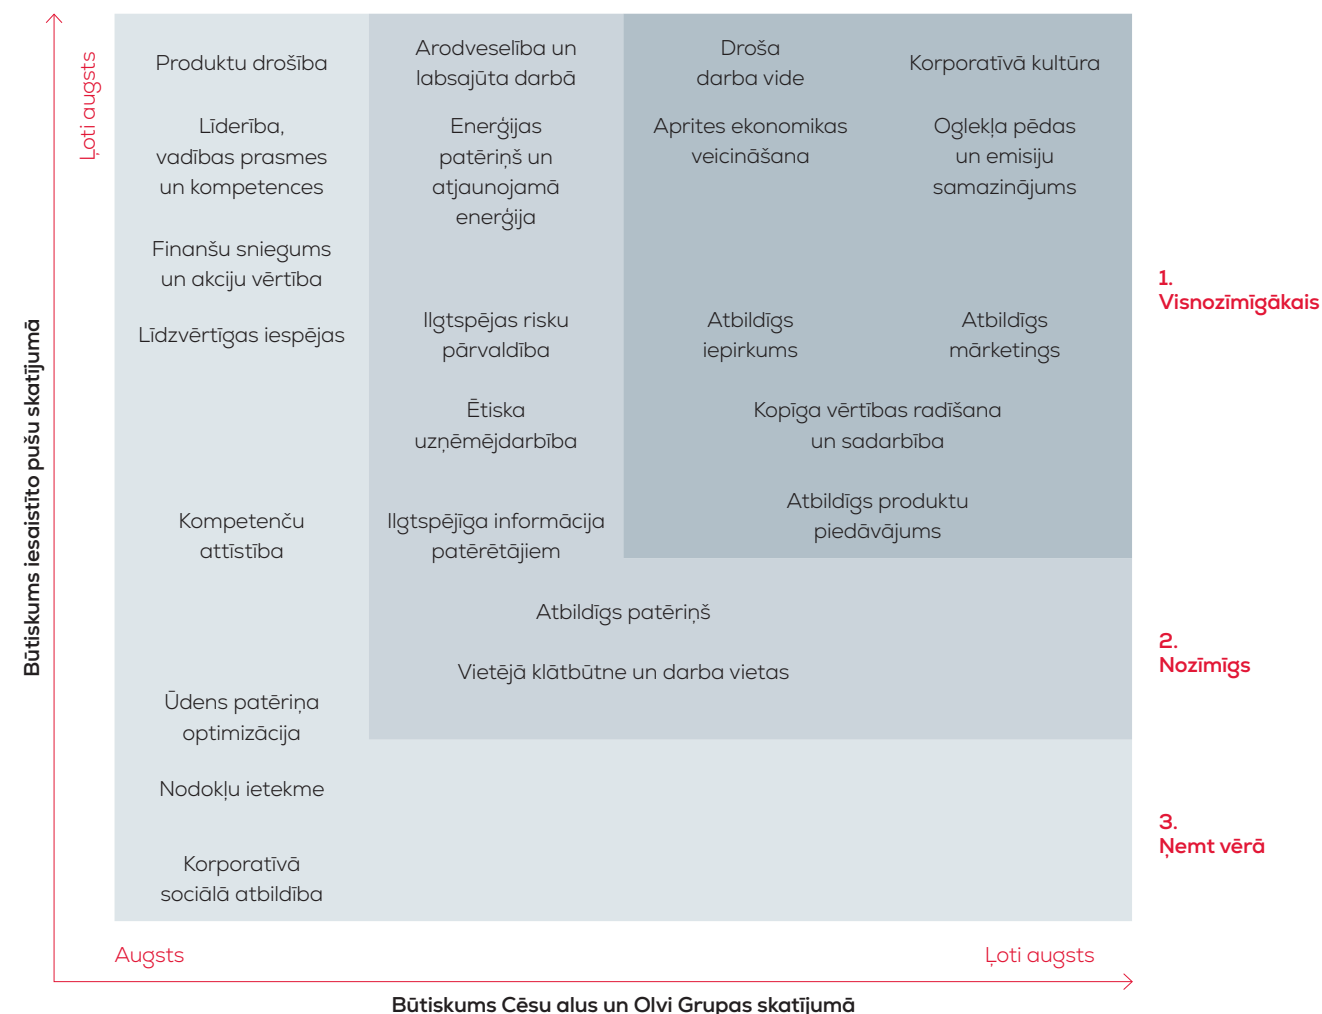 Būtiskums iesaistīto pušu skatījumā
Ļoti augsts
Produktu drošība
Līderība,
vadības prasmes
un kompetences
Finanšu sniegums
un akciju vērtība
Līdzvērtīgas iespējas
Kompetenču
attīstība
Ūdens patēriņa
optimizācija
Nodokļu ietekme
Korporatīvā
sociālā atbildība
Arodveselība un
labsajūta darbā
Enerģijas
patēriņš un
atjaunojamā
enerģija
Ilgtspējas risku
pārvaldība
Ētiska
uzņēmējdarbība
Ilgtspējīga informācija
patērētājiem
Droša
darba vide
Korporatīvā kultūra
Aprites ekonomikas
veicināšana
Oglekļa pēdas
un emisiju
samazinājums
Atbildīgs
iepirkums
Atbildīgs
mārketings
Kopīga vērtības radīšana
un sadarbība
Atbildīgs produktu
piedāvājums
Atbildīgs patēriņš
Vietējā klātbūtne un darba vietas
1.
Visnozīmīgākais
2.
Nozīmīgs
3.
Ņemt vērā
Augsts
Ļoti augsts
Būtiskums Cēsu alus un Olvi Grupas skatījumā